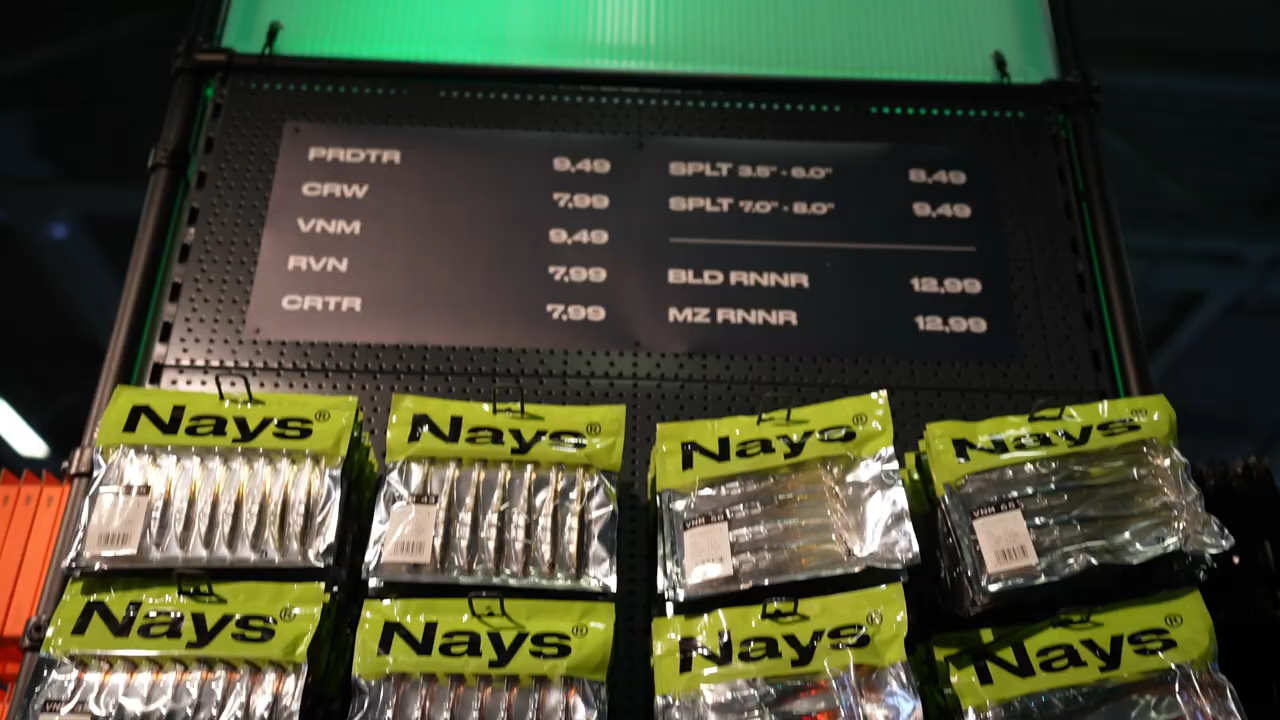 PRDTR 9,49
CRW 7,99
VNM 9,49
RVN 7,99
CRTR 7,99
SPLT 3.5" - 6.0" 8,49
SPLT 7.0" - 8.0" 9,49
BLD RNNR 12,99
MZ RNNR 12,99
Nays®
Nays®
Nays®
Nays®
VNM
VNM
Nays®
Nays®
Nays®
Nays®